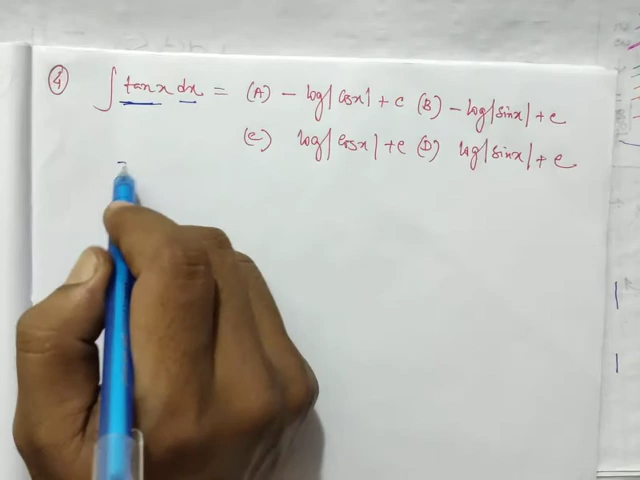 ④ ∫ tanx dx = (A) - log|cosx| + c (B) - log|sinx| + c
(C) log|cosx| + c (D) log|sinx| + c